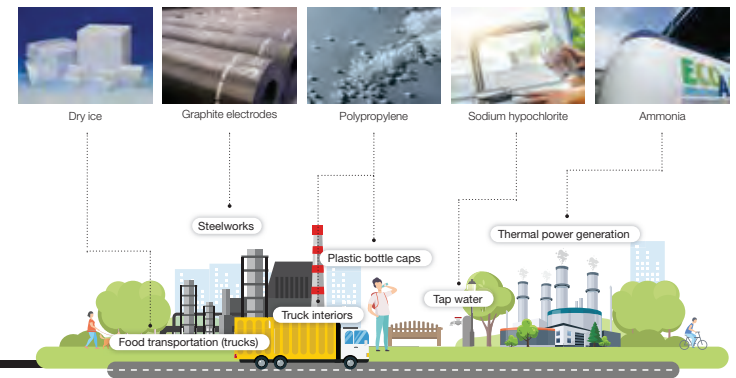 ECO
Dry ice
Graphite electrodes
Polypropylene
Sodium hypochlorite
Ammonia
Steelworks
Thermal power generation
Plastic bottle caps
Tap water
Truck interiors
Food transportation (trucks)